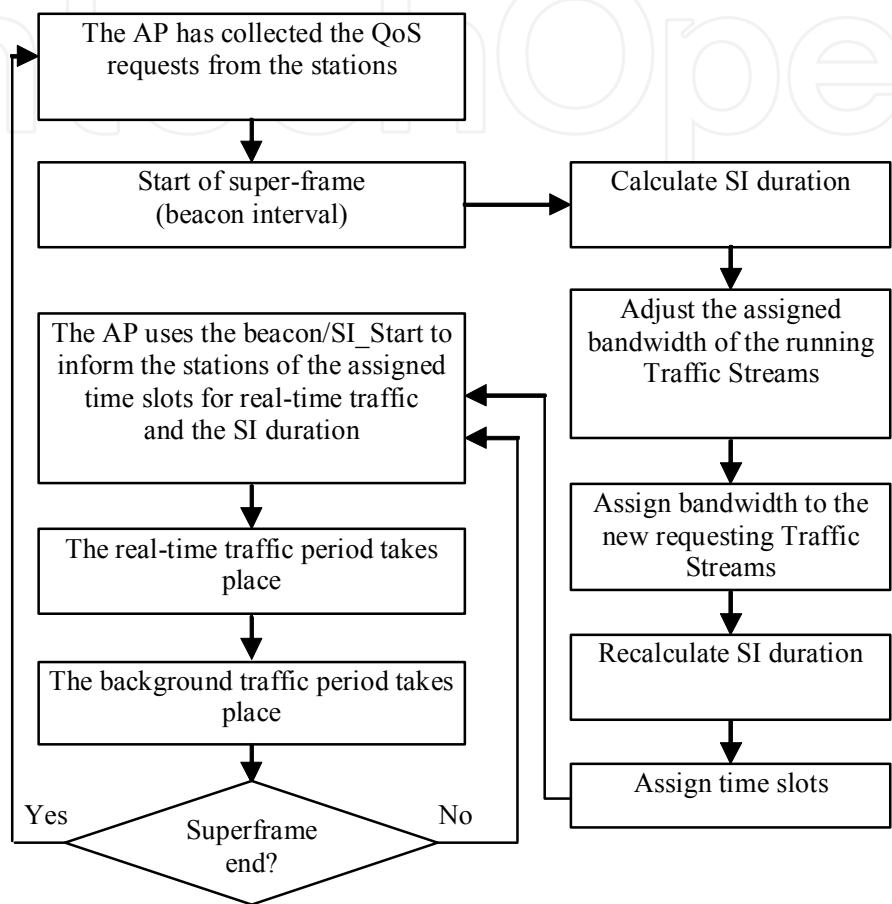 The AP has collected the QoS
requests from the stations
Start of super-frame
(beacon interval)
Calculate SI duration
Adjust the assigned
bandwidth of the running
Traffic Streams
The AP uses the beacon/SI_Start to
inform the stations of the assigned
time slots for real-time traffic
and the SI duration
Assign bandwidth to the
new requesting Traffic
Streams
The real-time traffic period takes
place
Recalculate SI duration
The background traffic period takes
place
Assign time slots
Yes
No
Superframe
end?